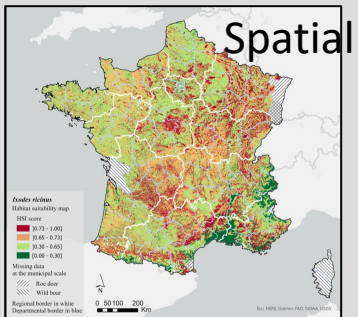 Spatial
Ixodes ricinus
Habitat suitability map
HSI score
[0.73 - 1.00]
[0.65 - 0.73]
[0.30 - 0.65]
[0.00 - 0.30]
Missing data
at the municipal scale
Roe deer
Wild boar
Regional border in white
Departmental border in blue
N
0 50 100 200
Km
Esri, HERE, Garmin, FAO, NOAA, USGS